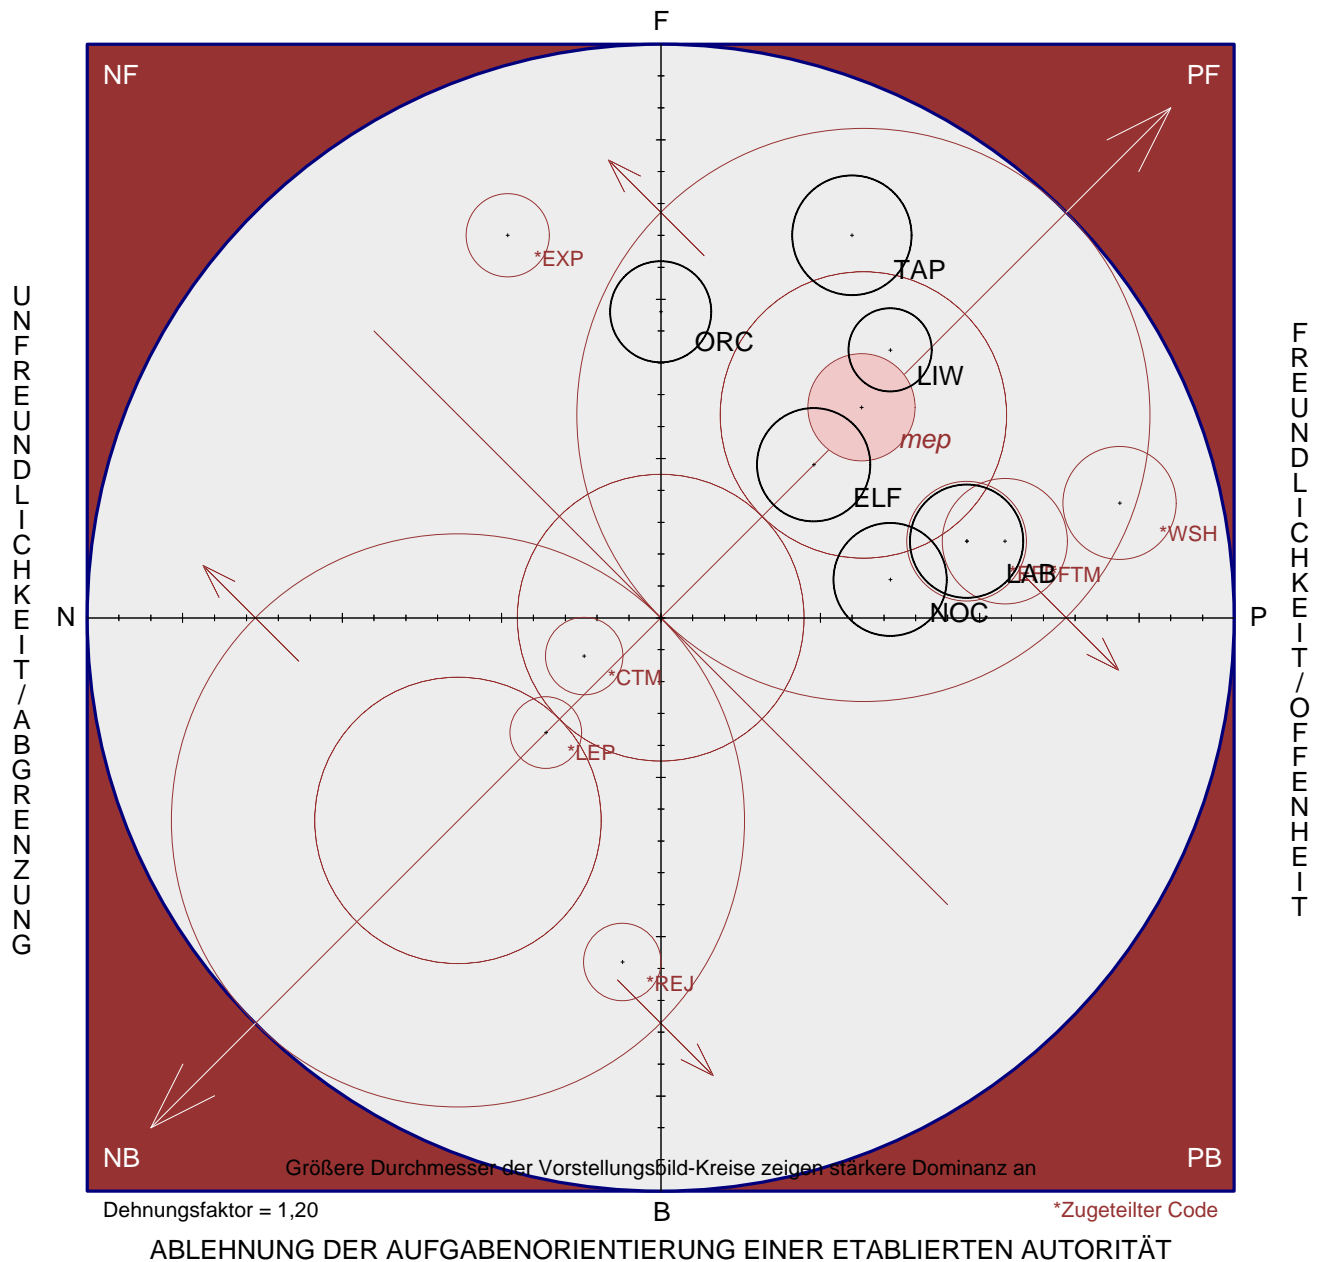 F
NF
PF
*EXP
TAP
ORC
LIW
mep
ELF
*WSH
LAB
*FTM
NOC
N
P
*CTM
*LEP
*REJ
NB
PB
Größere Durchmesser der Vorstellungsbild-Kreise zeigen stärkere Dominanz an
Dehnungsfaktor = 1,20
B
*Zugeteilter Code
ABLEHNUNG DER AUFGABENORIENTIERUNG EINER ETABLIERTEN AUTORITÄT
UNFREUNDLICHKEIT/ABGRENZUNG
FREUNDLICHKEIT/OFFENHEIT